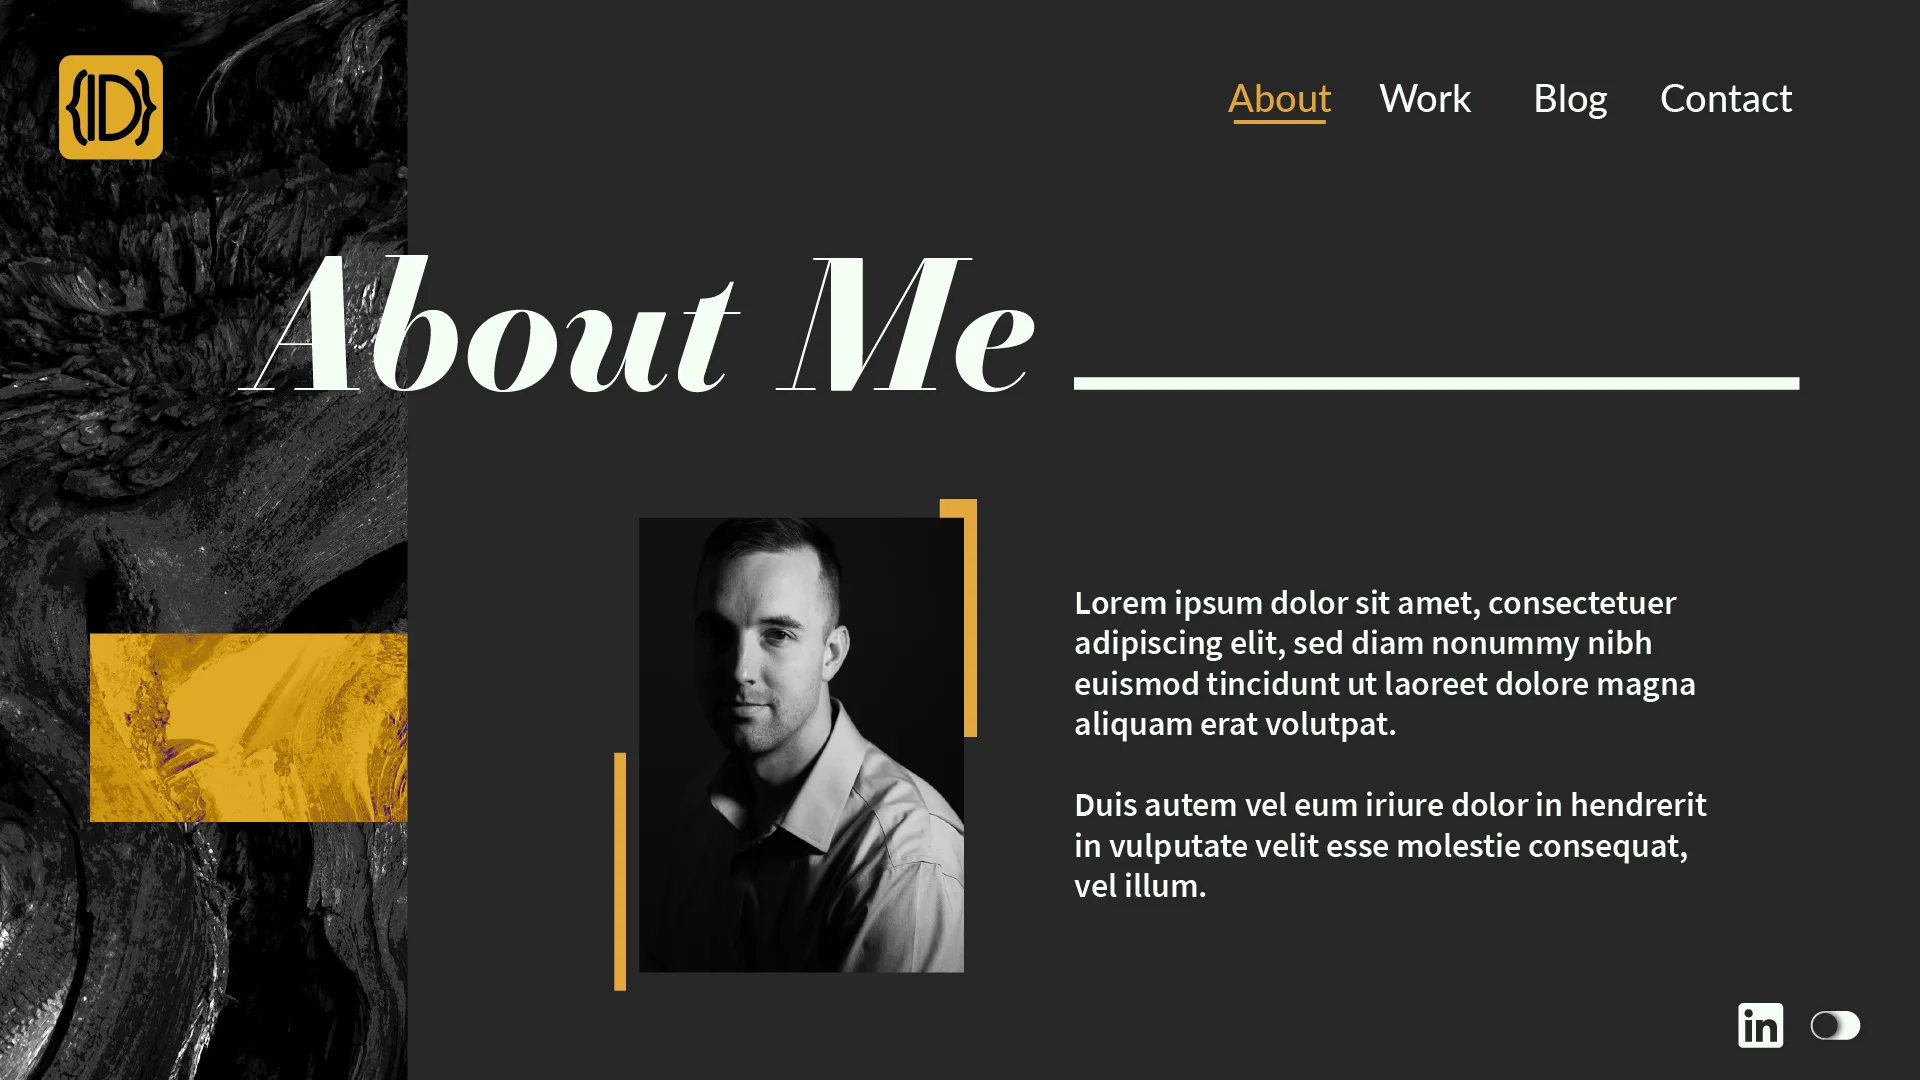 {ID}
About Work Blog Contact
About Me
Lorem ipsum dolor sit amet, consectetuer
adipiscing elit, sed diam nonummy nibh
euismod tincidunt ut laoreet dolore magna
aliquam erat volutpat.
Duis autem vel eum iriure dolor in hendrerit
in vulputate velit esse molestie consequat,
vel illum.
in